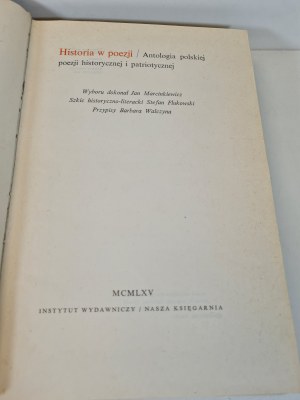 Historia w poezji / Antologia polskiej
poezji historycznej i patriotycznej
Wyboru dokonał Jan Marcinkiewicz
Szkic historyczno-literacki Stefan Flukowski
Przypisy Barbara Walczyna
MCMLXV
INSTYTUT WYDAWNICZY / NASZA KSIĘGARNIA